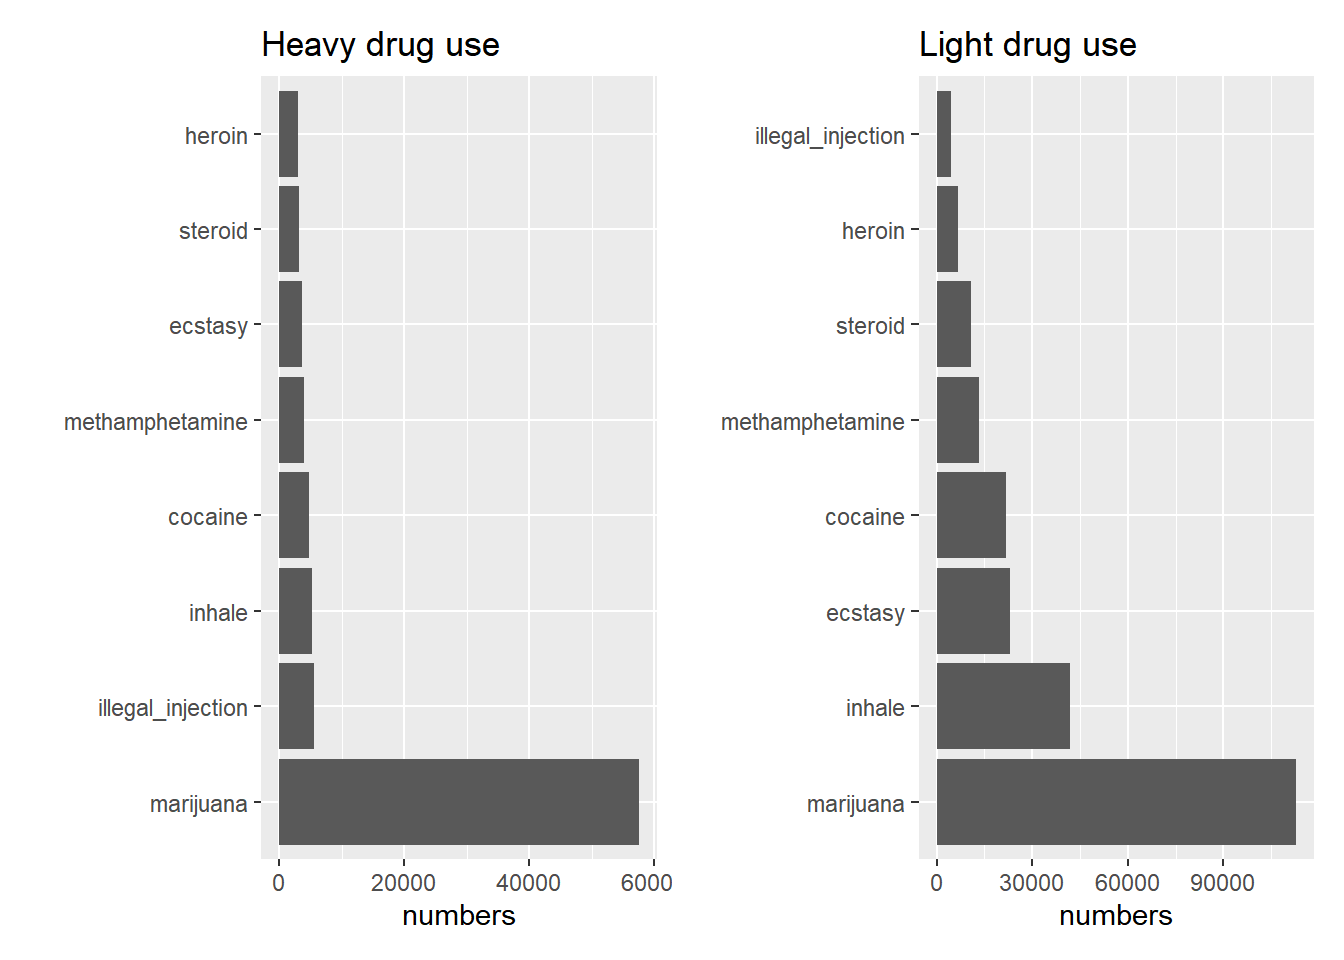 Heavy drug use
heroin
steroid
ecstasy
methamphetamine
cocaine
inhale
illegal_injection
marijuana
0 20000 40000 6000
numbers
Light drug use
illegal_injection
heroin
steroid
methamphetamine
cocaine
ecstasy
inhale
marijuana
0 30000 60000 90000
numbers